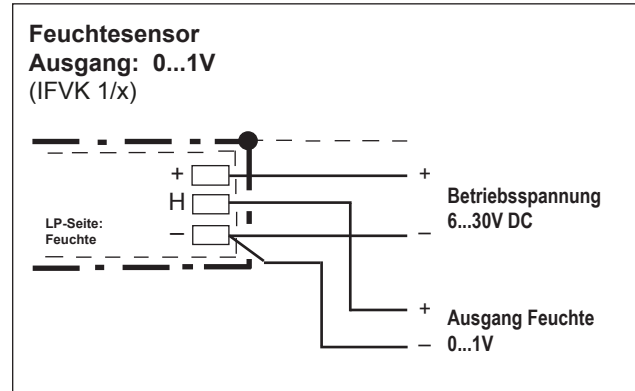 Feuchtesensor
Ausgang: 0...1V
(IFVK 1/x)
+ +
H
–
LP-Seite:
Feuchte
Betriebsspannung
6...30V DC
–
+
Ausgang Feuchte
– 0...1V